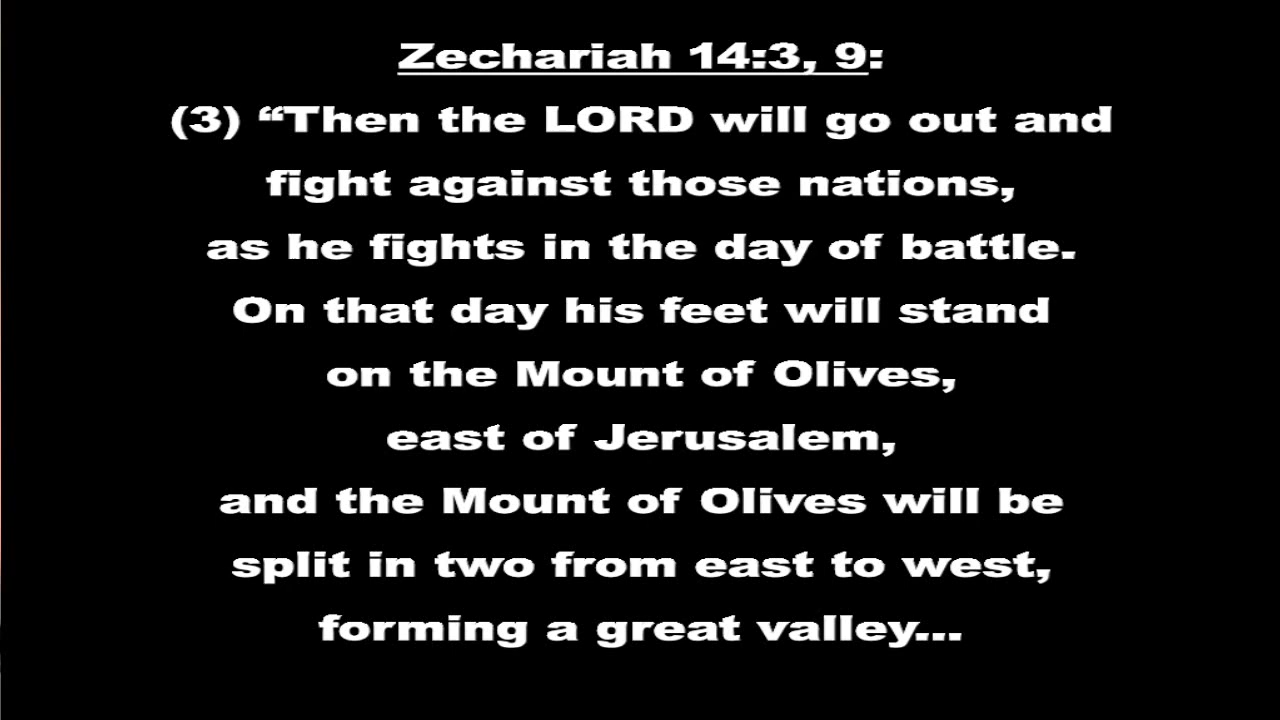 Zechariah 14:3, 9:
(3) “Then the LORD will go out and
fight against those nations,
as he fights in the day of battle.
On that day his feet will stand
on the Mount of Olives,
east of Jerusalem,
and the Mount of Olives will be
split in two from east to west,
forming a great valley...